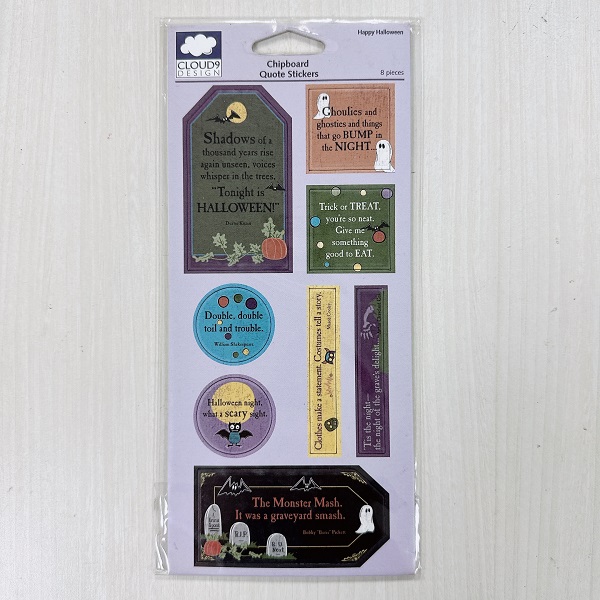 CLOUD9
DESIGN
Happy Halloween
Chipboard
Quote Stickers
8 pieces
Shadows of a
thousand years rise
again unseen, voices
whisper in the trees,
"Tonight is
HALLOWEEN!"
Dexter Kozen
Ghoulies and
ghosties and things
that go BUMP in
the NIGHT...
Trick or TREAT,
you're so neat.
Give me
something
good to EAT.
Double, double
toil and trouble.
William Shakespeare
Clothes make a statement. Costumes tell a story.
Mason Cooley
'Tis the night—
the night of the grave's delight...
Halloween night,
what a scary sight.
The Monster Mash.
It was a graveyard smash.
Bobby "Boris" Pickett
R.I.P.